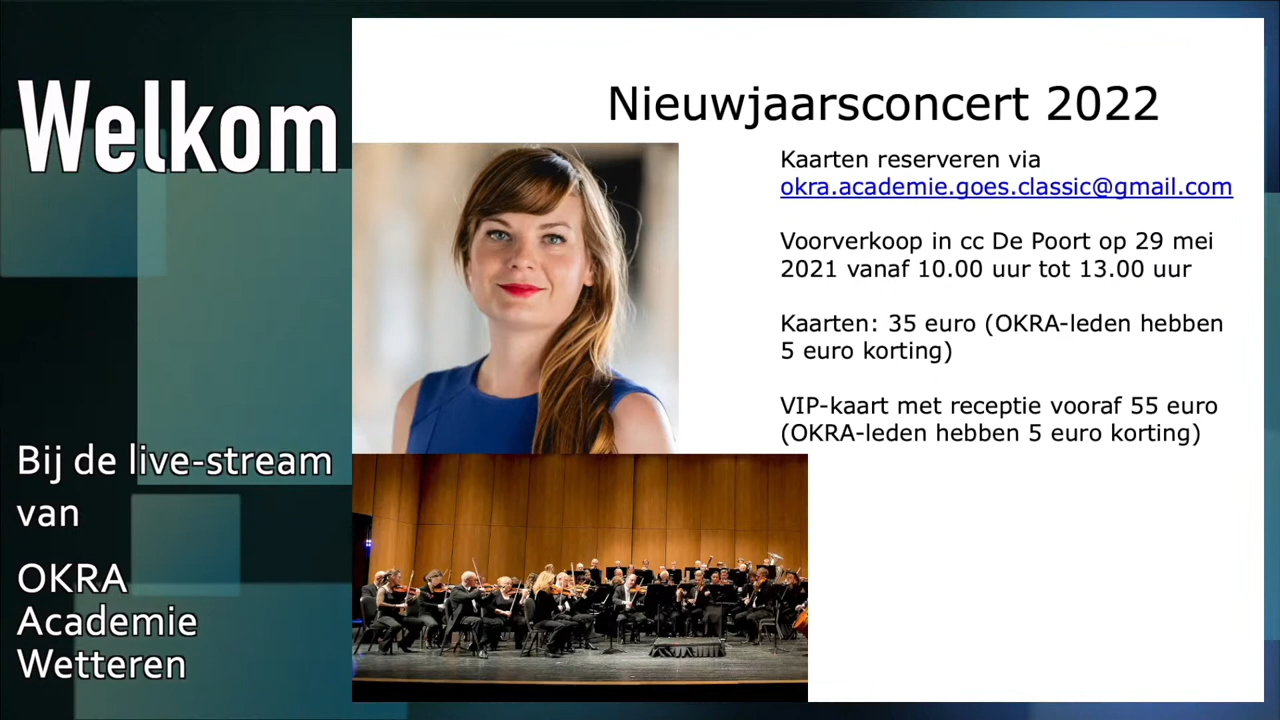 Welkom
Bij de live-stream
van
OKRA
Academie
Wetteren
Nieuwjaarsconcert 2022
Kaarten reserveren via
okra.academie.goes.classic@gmail.com
Voorverkoop in cc De Poort op 29 mei
2021 vanaf 10.00 uur tot 13.00 uur
Kaarten: 35 euro (OKRA-leden hebben
5 euro korting)
VIP-kaart met receptie vooraf 55 euro
(OKRA-leden hebben 5 euro korting)